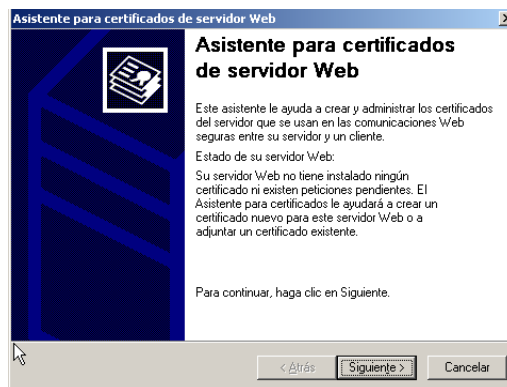 Asistente para certificados de servidor Web
Asistente para certificados
de servidor Web
Este asistente le ayuda a crear y administrar los certificados
del servidor que se usan en las comunicaciones Web
seguras entre su servidor y un cliente.
Estado de su servidor Web:
Su servidor Web no tiene instalado ningún
certificado ni existen peticiones pendientes. El
Asistente para certificados le ayudará a crear un
certificado nuevo para este servidor Web o a
adjuntar un certificado existente.
Para continuar, haga clic en Siguiente.
< Atrás Siguiente > Cancelar